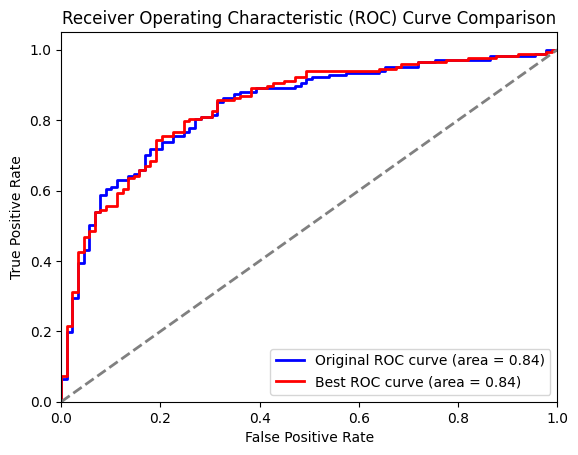 Receiver Operating Characteristic (ROC) Curve Comparison
1.0
0.8
0.6
0.4
0.2
0.0
True Positive Rate
Original ROC curve (area = 0.84)
Best ROC curve (area = 0.84)
0.0 0.2 0.4 0.6 0.8 1.0
False Positive Rate